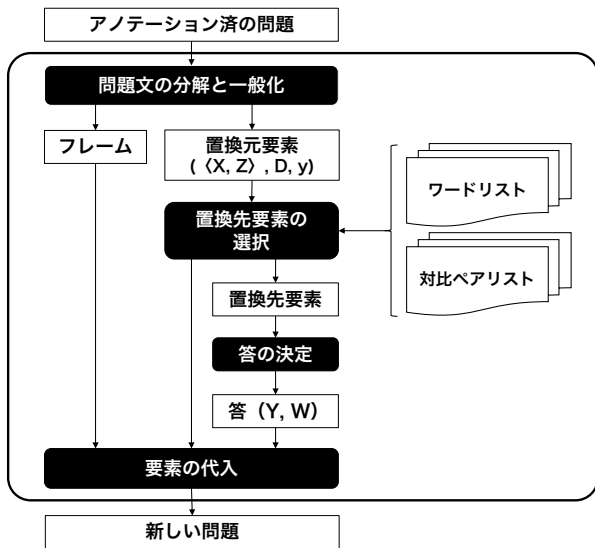 アノテーション済の問題
問題文の分解と一般化
フレーム
置換元要素
(〈X, Z〉, D, y)
ワードリスト
置換先要素の
選択
対比ペアリスト
置換先要素
答の決定
答（Y, W）
要素の代入
新しい問題